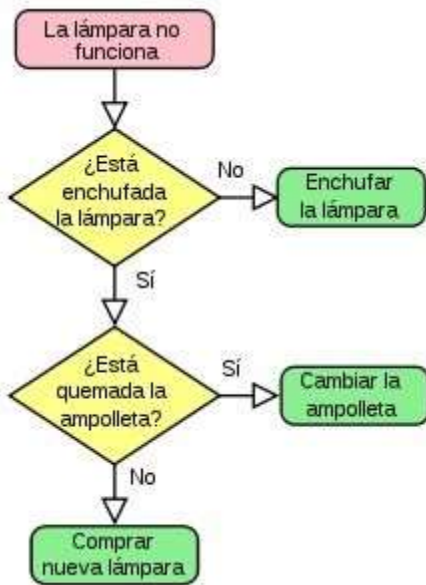 La lámpara no
funciona
¿Está
enchufada
la lámpara?
No
Enchufar
la lámpara
Sí
¿Está
quemada la
ampolleta?
Sí
Cambiar la
ampolleta
No
Comprar
nueva lámpara